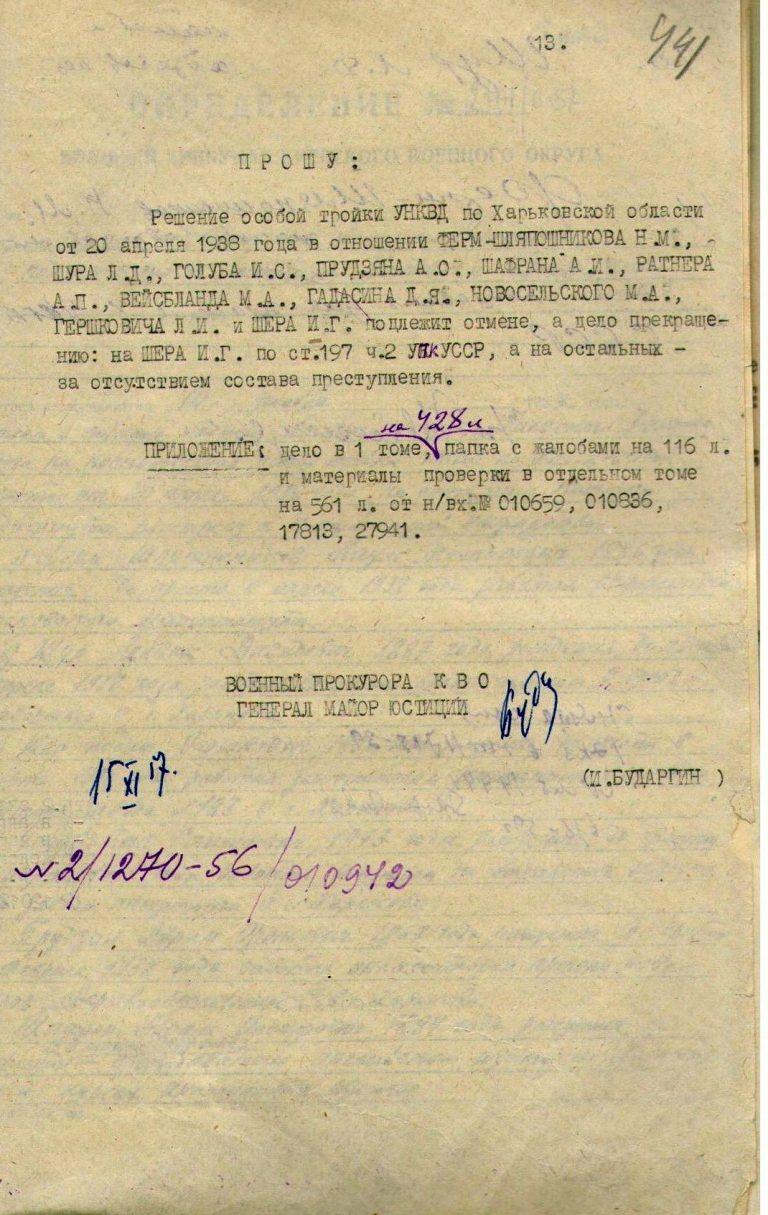 13.
441
П Р О Ш У :
Решение особой тройки УНКВД по Харьковской области
от 20 апреля 1938 года в отношении ФЕРМ-ШЛЯПОШНИКОВА Н.М.,
ШУРА Л.Д., ГОЛУБА И.С., ПРУДЗЯНА А.О., ШАФРАНА А.И., РАТНЕРА
А.П., ВЕЙСБЛАНДА М.А., ГАДАСИНА Д.Я., НОВОСЕЛЬСКОГО М.А.,
ГЕРШКОВИЧА Л.И. и ШЕРА И.Г. подлежит отмене, а дело прекраще-
нию: на ШЕРА И.Г. по ст.197 ч.2 УПК УССР, а на остальных -
за отсутствием состава преступления.
на 428 л
ПРИЛОЖЕНИЕ: дело в 1 томе, папка с жалобами на 116 л.
и материалы проверки в отдельном томе
на 561 л. от н/вх.№ 010659, 010836,
17813, 27941.
ВОЕННЫЙ ПРОКУРОРА К В О
ГЕНЕРАЛ МАЙОР ЮСТИЦИИ
(И.БУДАРГИН )
15 XI 57.
№2/1270-56/010942